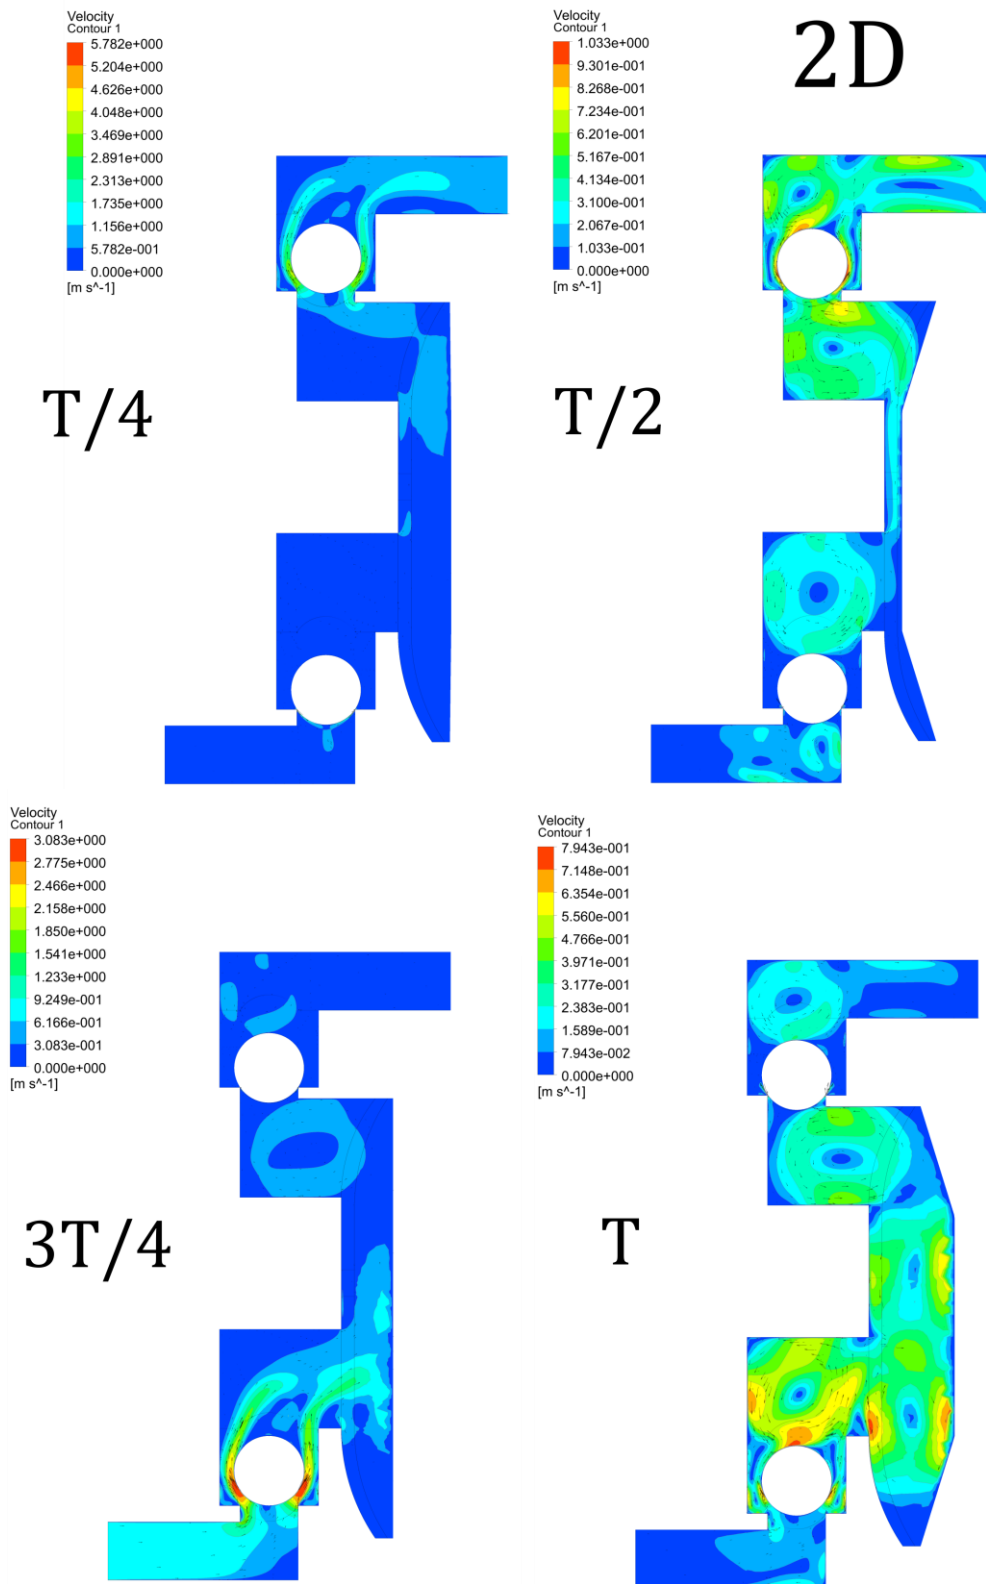 Velocity
Contour 1
5.782e+000
5.204e+000
4.626e+000
4.048e+000
3.469e+000
2.891e+000
2.313e+000
1.735e+000
1.156e+000
5.782e-001
0.000e+000
[m s^-1]
T/4
Velocity
Contour 1
1.033e+000
9.301e-001
8.268e-001
7.234e-001
6.201e-001
5.167e-001
4.134e-001
3.100e-001
2.067e-001
1.033e-001
0.000e+000
[m s^-1]
2D
T/2
Velocity
Contour 1
3.083e+000
2.775e+000
2.466e+000
2.158e+000
1.850e+000
1.541e+000
1.233e+000
9.249e-001
6.166e-001
3.083e-001
0.000e+000
[m s^-1]
3T/4
Velocity
Contour 1
7.943e-001
7.148e-001
6.354e-001
5.560e-001
4.766e-001
3.971e-001
3.177e-001
2.383e-001
1.589e-001
7.943e-002
0.000e+000
[m s^-1]
T